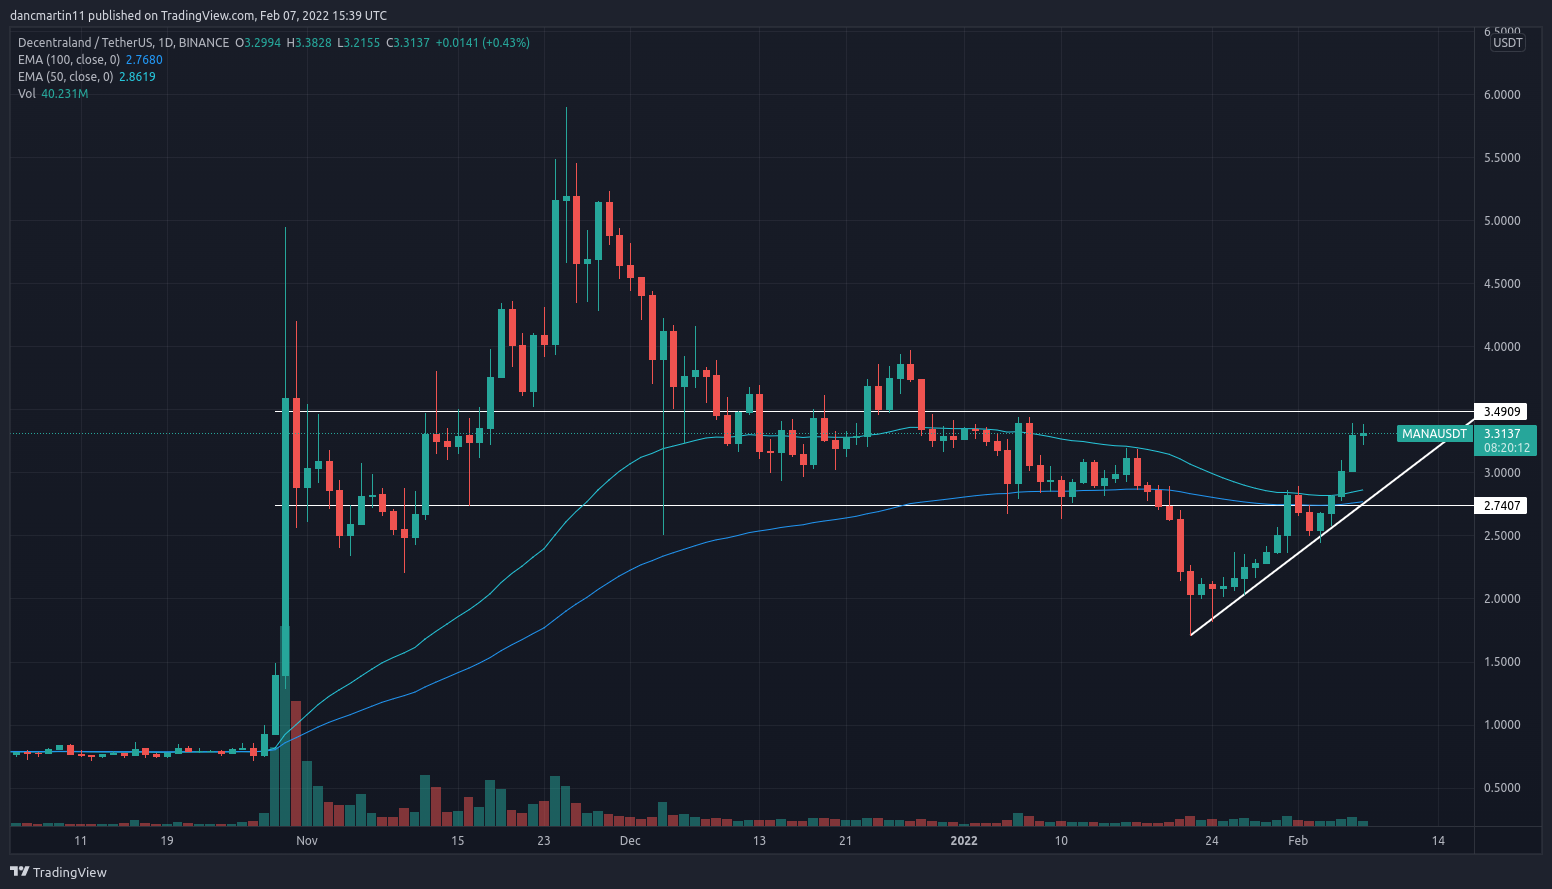 dancmartin11 published on TradingView.com, Feb 07, 2022 15:39 UTC
Decentraland / TetherUS, 1D, BINANCE O3.2994 H3.3828 L3.2155 C3.3137 +0.0141 (+0.43%)
EMA (100, close, 0) 2.7680
EMA (50, close, 0) 2.8619
Vol 40.231M
6.5000
USDT
6.0000
5.5000
5.0000
4.5000
4.0000
3.4909
MANAUSDT 3.3137
08:20:12
3.0000
2.7407
2.5000
2.0000
1.5000
1.0000
0.5000
11 19 Nov 15 23 Dec 13 21 2022 10 24 Feb 14
TradingView